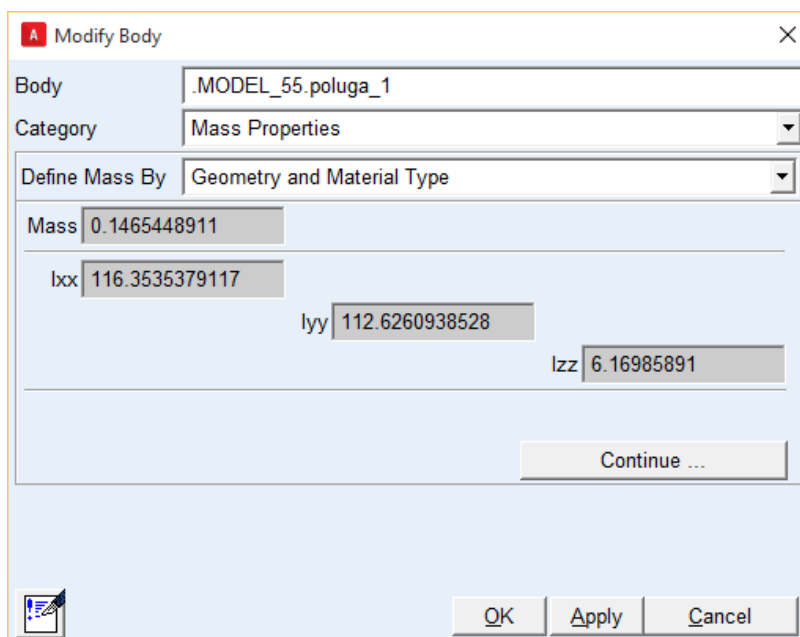 A Modify Body
Body .MODEL_55.poluga_1
Category Mass Properties
Define Mass By Geometry and Material Type
Mass 0.1465448911
Ixx 116.3535379117
Iyy 112.6260938528
Izz 6.16985891
Continue ...
OK Apply Cancel